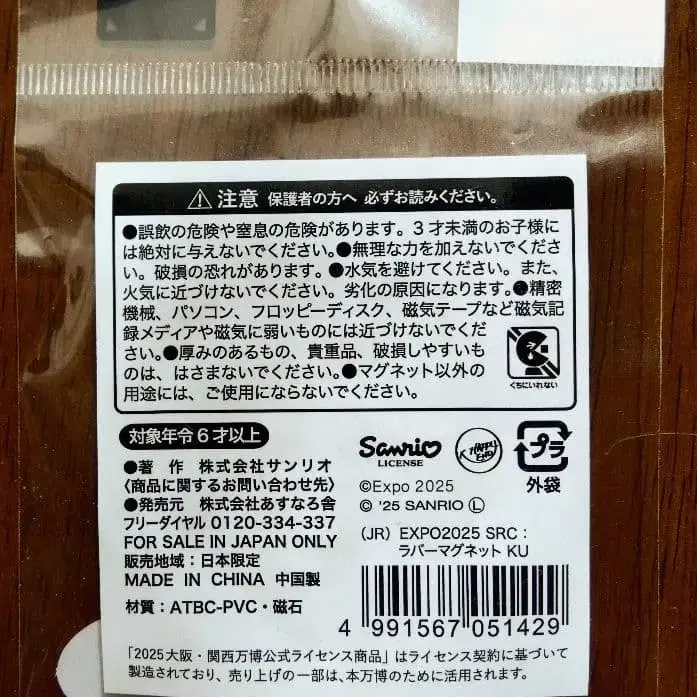 注意 保護者の方へ 必ずお読みください。
●誤飲の危険や窒息の危険があります。3才未満のお子様に
は絶対に与えないでください。●無理な力を加えないでくださ
い。破損の恐れがあります。●水気を避けてください。また、
火気に近づけないでください。劣化の原因になります。●精密
機械、パソコン、フロッピーディスク、磁気テープなど磁気記
録メディアや磁気に弱いものには近づけないでくださ
い。●厚みのあるもの、貴重品、破損しやすいも
のは、はさまないでください。●マグネット以外の
用途には、ご使用にならないでください。
くちにいれない
対象年令6才以上
●著 作 株式会社サンリオ
〈商品に関するお問い合わせ先〉
●発売元 株式会社あすなろ舎
フリーダイヤル 0120-334-337
FOR SALE IN JAPAN ONLY
販売地域:日本限定
MADE IN CHINA 中国製
材質:ATBC-PVC・磁石
Sanrio
LICENSE
HAPPY
END
プラ
外袋
©Expo 2025
© '25 SANRIO Ⓛ
(JR) EXPO2025 SRC:
ラバーマグネット KU
4 991567 051429
「2025大阪・関西万博公式ライセンス商品」はライセンス契約に基づいて
製造されており、売り上げの一部は、本万博のために活用されます。